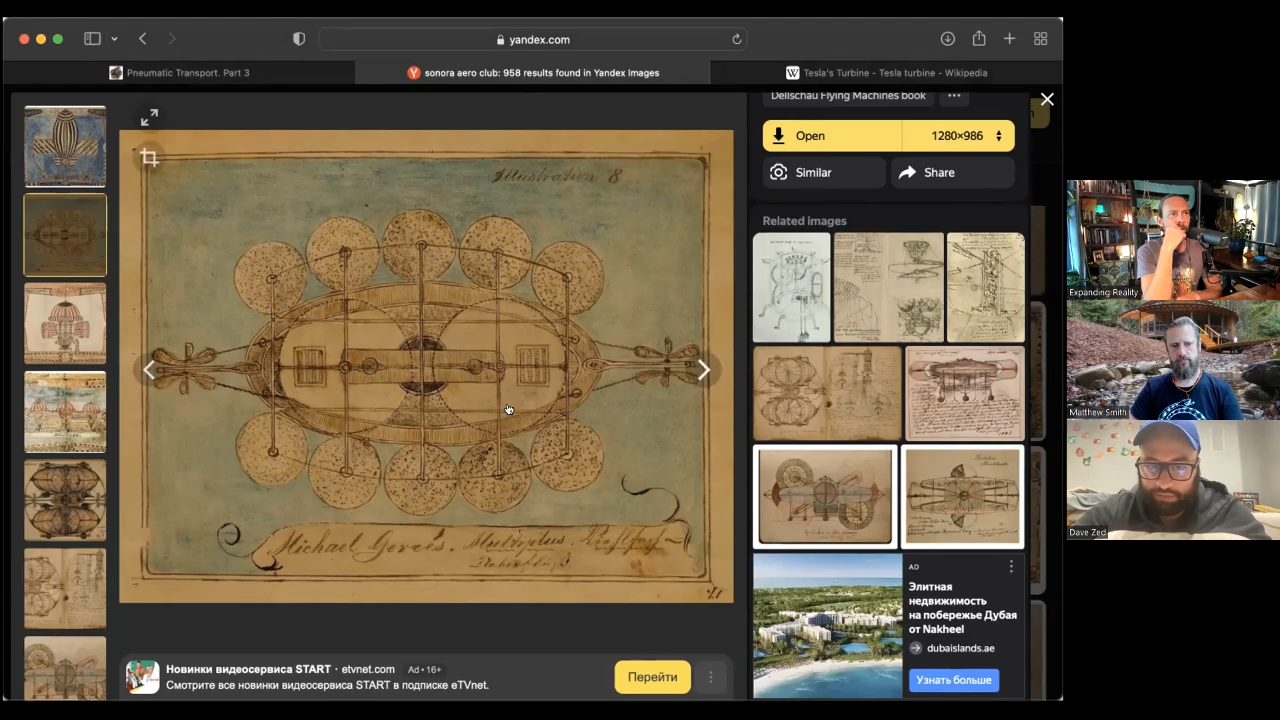 yandex.com
Pneumatic Transport. Part 3
sonora aero club: 958 results found in Yandex Images
Tesla's Turbine - Tesla turbine - Wikipedia
Dellschau Flying Machines book
Open
1280×986
Similar
Share
Related images
Illustration 8
Michael Goreis.
AD
Элитная
недвижимость
на побережье Дубая
от Nakheel
dubaiislands.ae
Узнать больше
Новинки видеосервиса START · etvnet.com Ad • 16+
Смотрите все новинки видеосервиса START в подписке eTVnet.
Перейти
Expanding Reality
Matthew Smith
Dave Zed